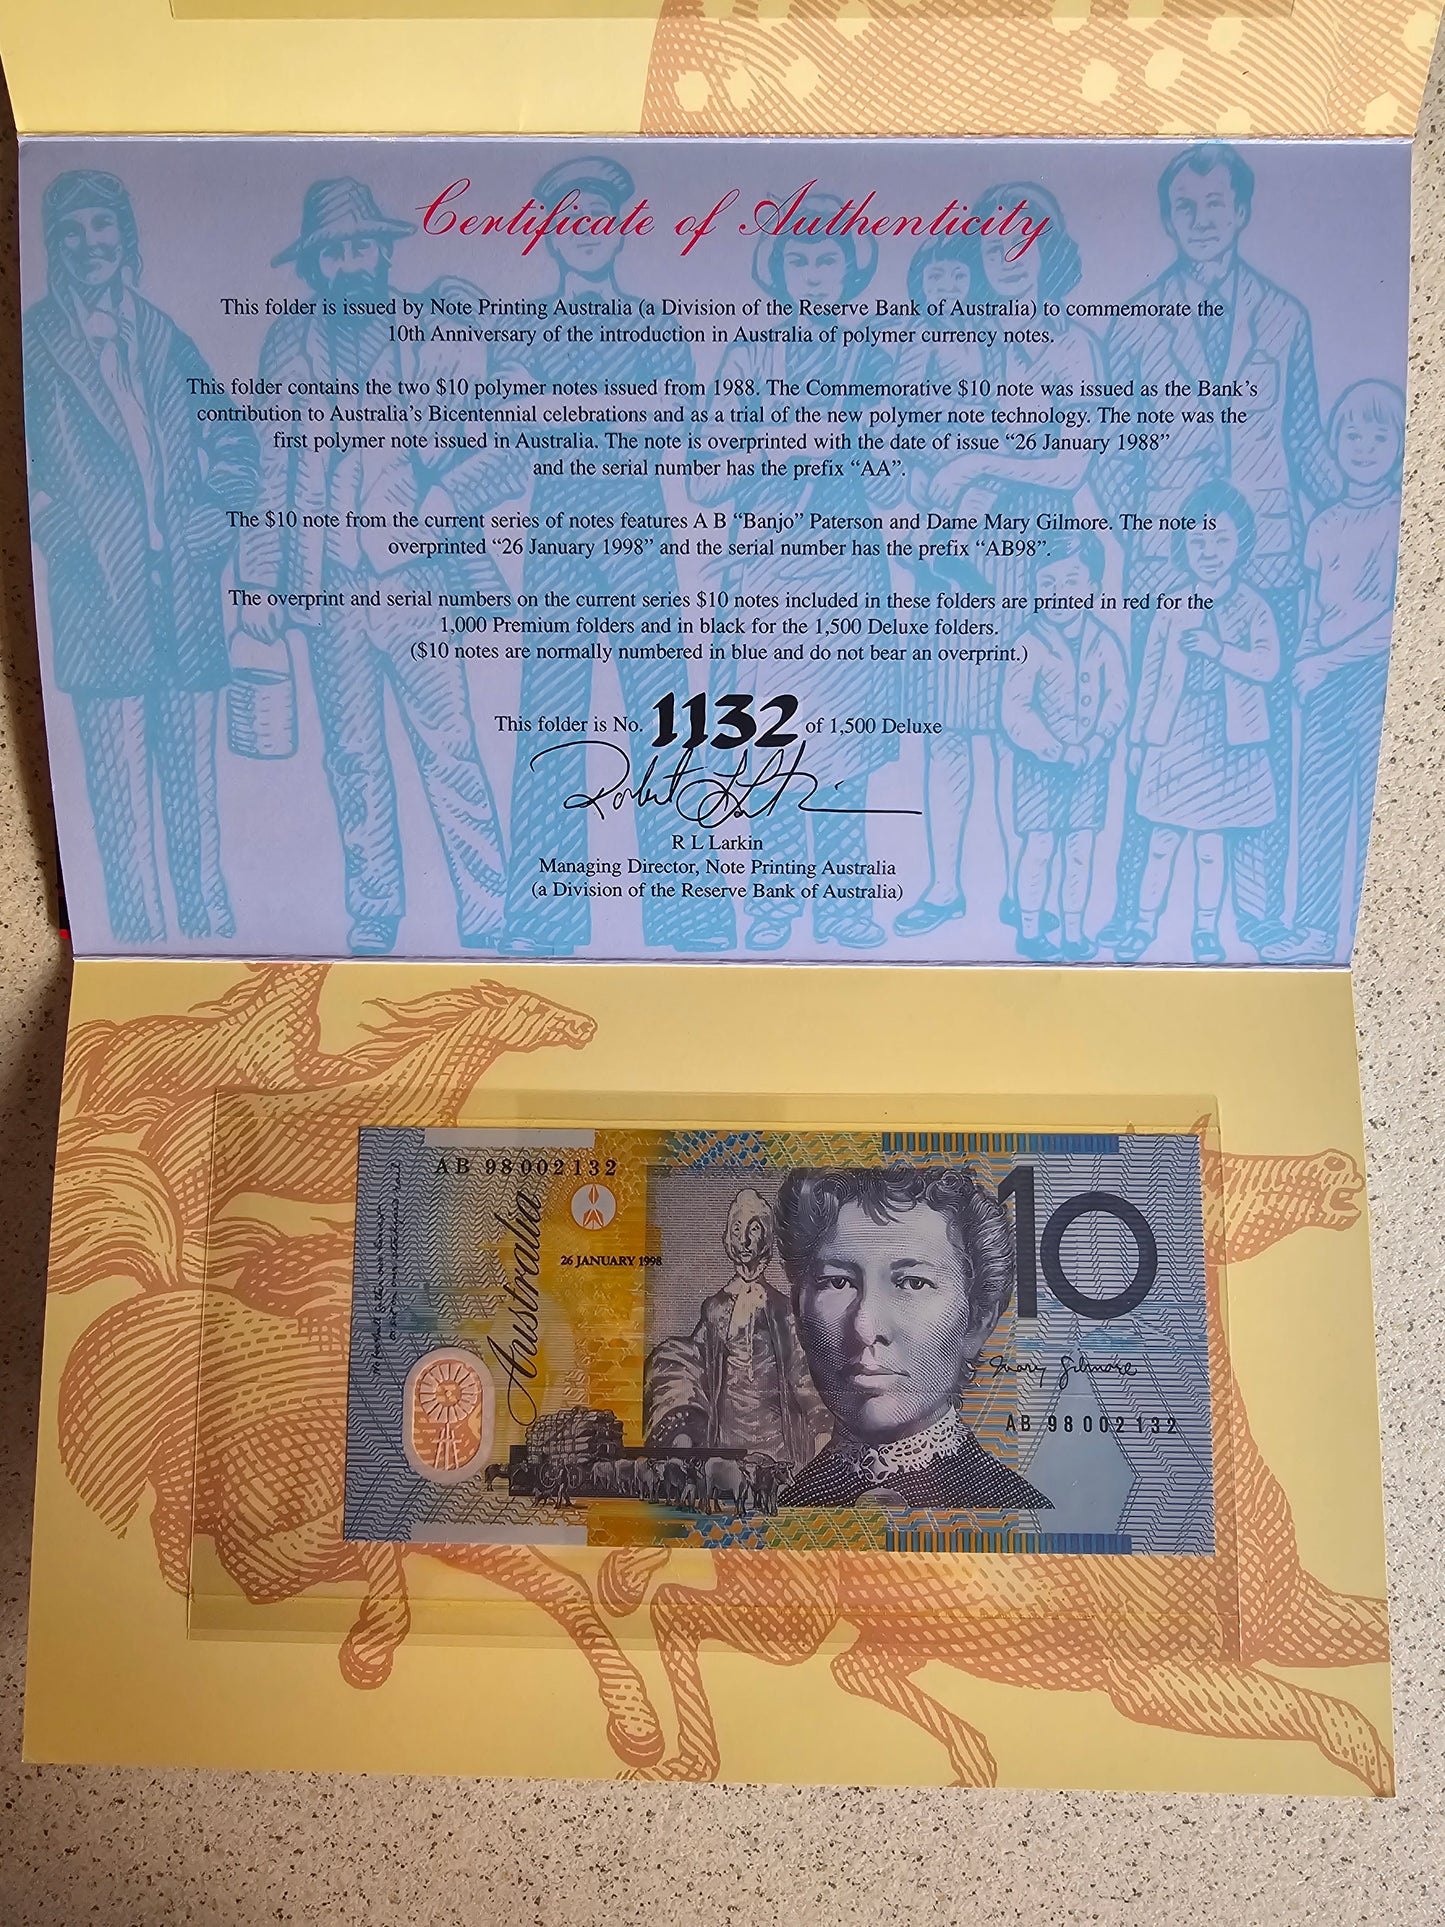 Certificate of Authenticity
This folder is issued by Note Printing Australia (a Division of the Reserve Bank of Australia) to commemorate the
10th Anniversary of the introduction in Australia of polymer currency notes.
This folder contains the two $10 polymer notes issued from 1988. The Commemorative $10 note was issued as the Bank's
contribution to Australia's Bicentennial celebrations and as a trial of the new polymer note technology. The note was the
first polymer note issued in Australia. The note is overprinted with the date of issue “26 January 1988”
and the serial number has the prefix “AA”.
The $10 note from the current series of notes features A B “Banjo” Paterson and Dame Mary Gilmore. The note is
overprinted “26 January 1998” and the serial number has the prefix “AB98”.
The overprint and serial numbers on the current series $10 notes included in these folders are printed in red for the
1,000 Premium folders and in black for the 1,500 Deluxe folders.
($10 notes are normally numbered in blue and do not bear an overprint.)
This folder is No. 1132 of 1,500 Deluxe
R L Larkin
Managing Director, Note Printing Australia
(a Division of the Reserve Bank of Australia)
AB 98002132
Australia
26 JANUARY 1998
10
Mary Gilmore
AB 98 002 132